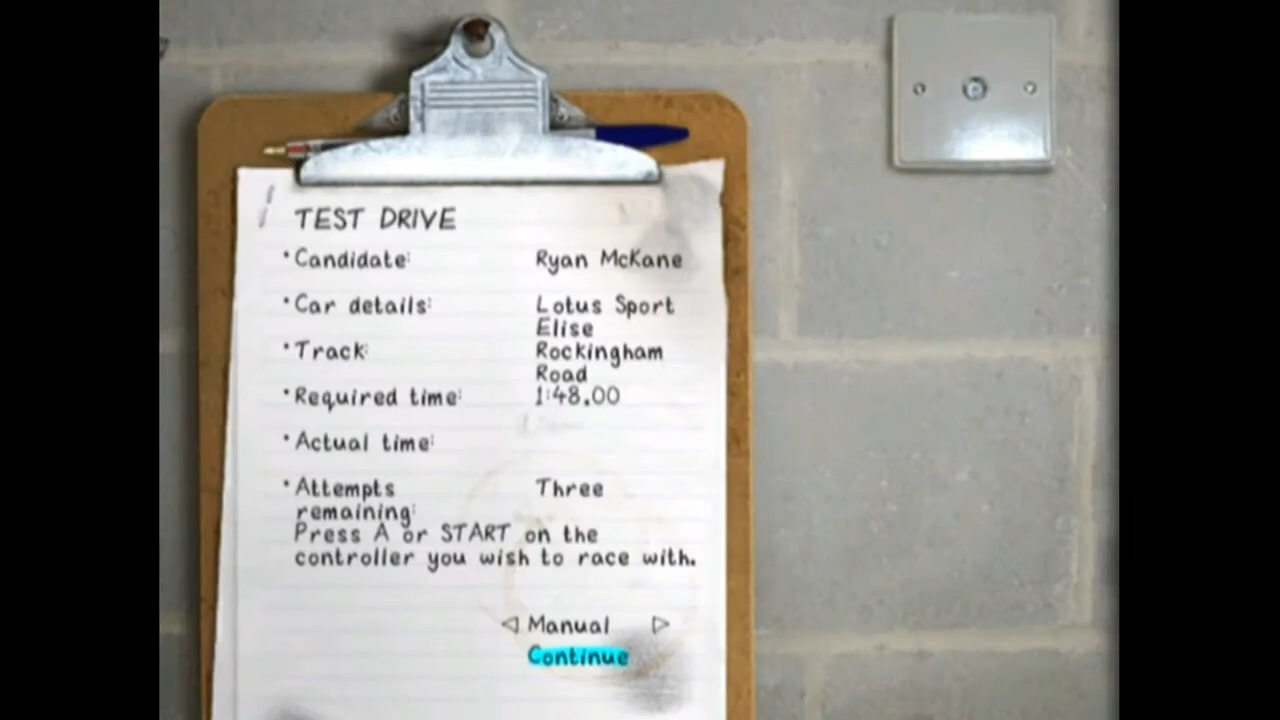 TEST DRIVE
• Candidate: Ryan McKane
• Car details: Lotus Sport
Elise
• Track: Rockingham
Road
• Required time: 1:48.00
• Actual time:
• Attempts Three
remaining:
Press A or START on the
controller you wish to race with.
◁ Manual ▷
Continue